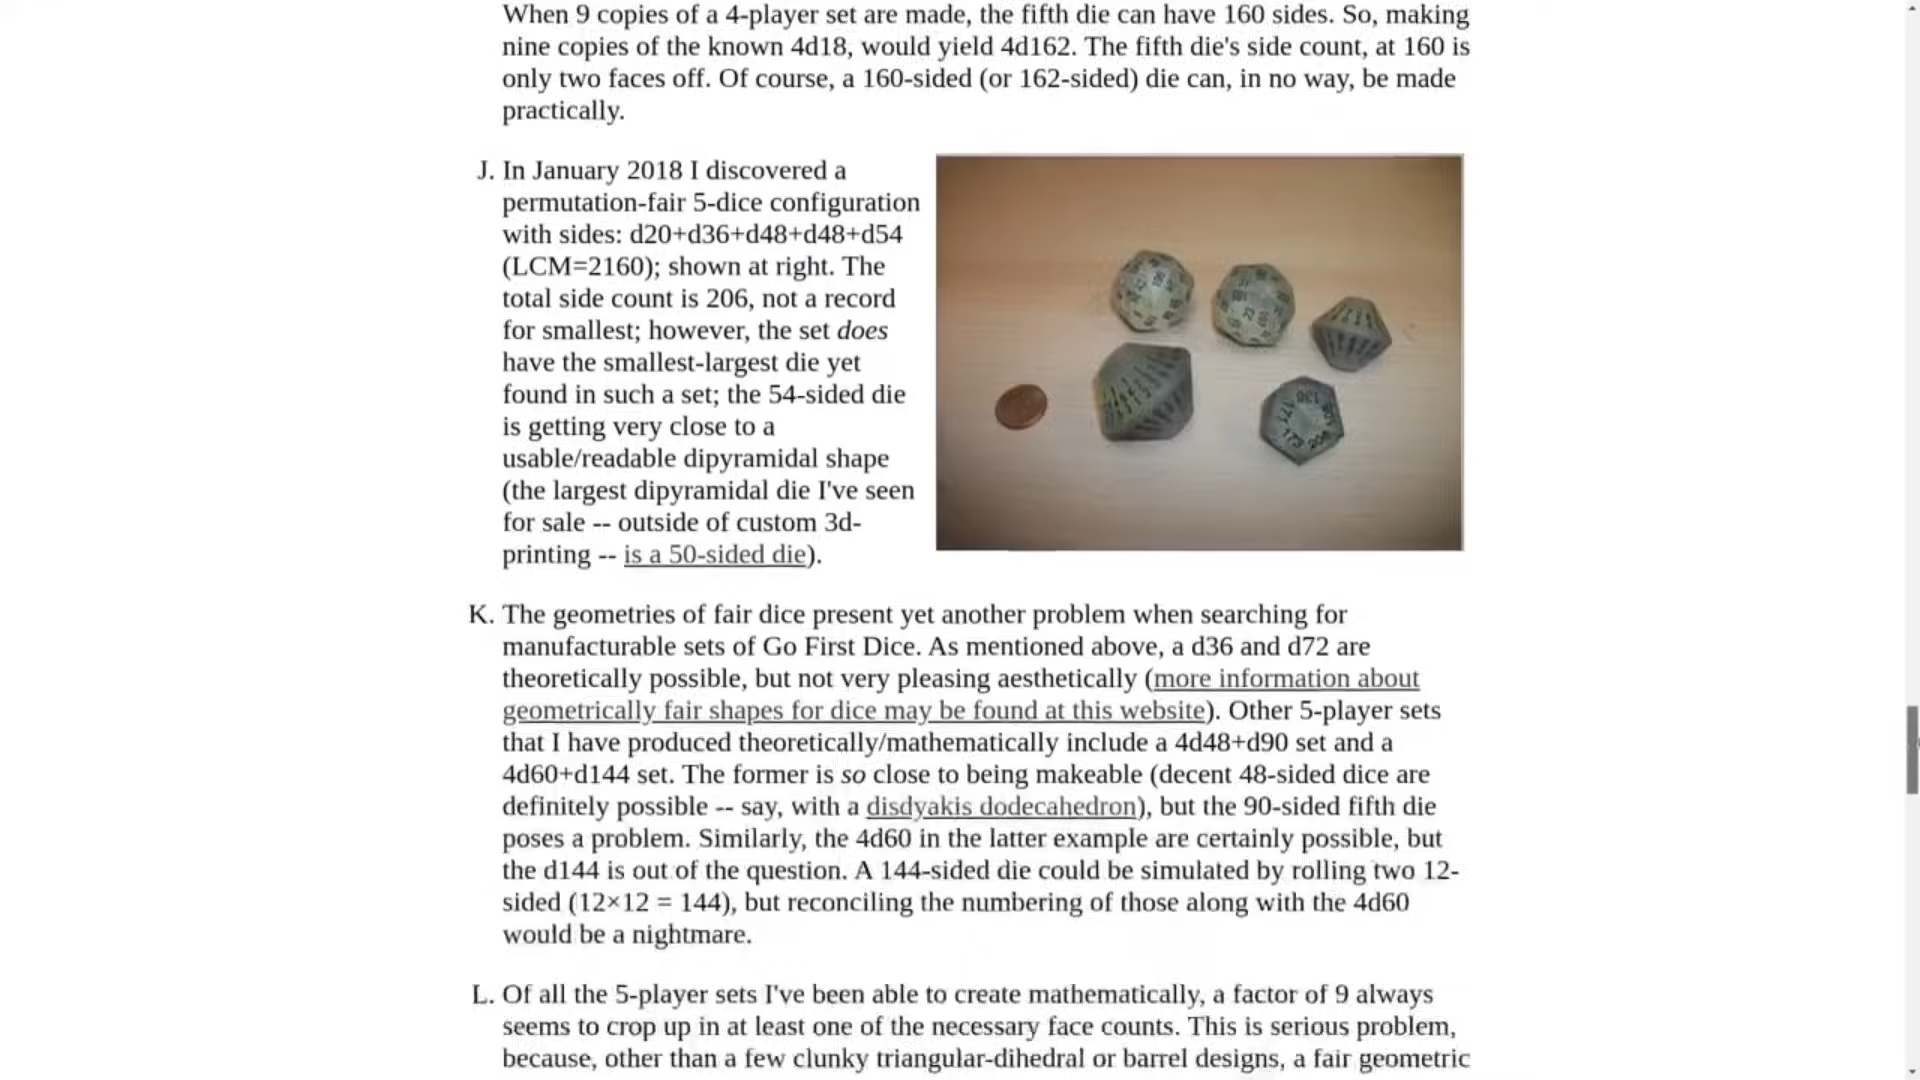 When 9 copies of a 4-player set are made, the fifth die can have 160 sides. So, making
nine copies of the known 4d18, would yield 4d162. The fifth die's side count, at 160 is
only two faces off. Of course, a 160-sided (or 162-sided) die can, in no way, be made
practically.
J. In January 2018 I discovered a
permutation-fair 5-dice configuration
with sides: d20+d36+d48+d48+d54
(LCM=2160); shown at right. The
total side count is 206, not a record
for smallest; however, the set does
have the smallest-largest die yet
found in such a set; the 54-sided die
is getting very close to a
usable/readable dipyramidal shape
(the largest dipyramidal die I've seen
for sale -- outside of custom 3d-
printing -- is a 50-sided die).
K. The geometries of fair dice present yet another problem when searching for
manufacturable sets of Go First Dice. As mentioned above, a d36 and d72 are
theoretically possible, but not very pleasing aesthetically (more information about
geometrically fair shapes for dice may be found at this website). Other 5-player sets
that I have produced theoretically/mathematically include a 4d48+d90 set and a
4d60+d144 set. The former is so close to being makeable (decent 48-sided dice are
definitely possible -- say, with a disdyakis dodecahedron), but the 90-sided fifth die
poses a problem. Similarly, the 4d60 in the latter example are certainly possible, but
the d144 is out of the question. A 144-sided die could be simulated by rolling two 12-
sided (12×12 = 144), but reconciling the numbering of those along with the 4d60
would be a nightmare.
L. Of all the 5-player sets I've been able to create mathematically, a factor of 9 always
seems to crop up in at least one of the necessary face counts. This is serious problem,
because, other than a few clunky triangular-dihedral or barrel designs, a fair geometric